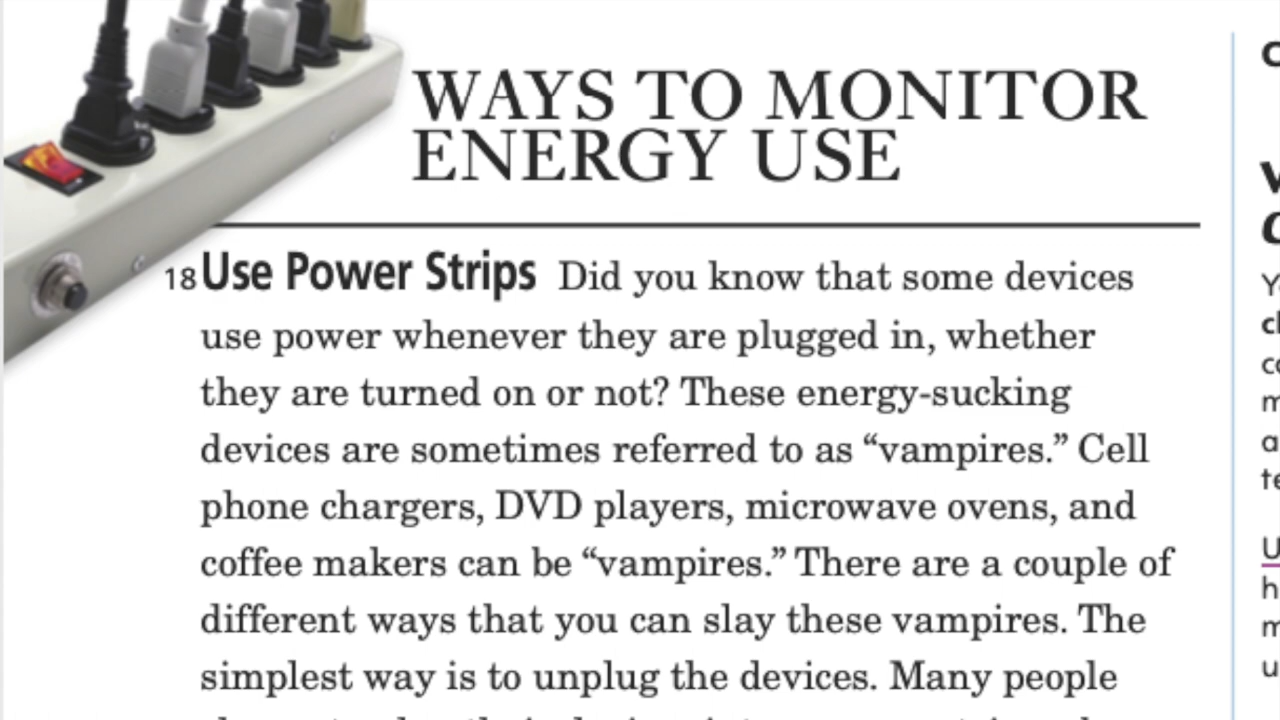 WAYS TO MONITOR
ENERGY USE
18 Use Power Strips Did you know that some devices
use power whenever they are plugged in, whether
they are turned on or not? These energy-sucking
devices are sometimes referred to as “vampires.” Cell
phone chargers, DVD players, microwave ovens, and
coffee makers can be “vampires.” There are a couple of
different ways that you can slay these vampires. The
simplest way is to unplug the devices. Many people